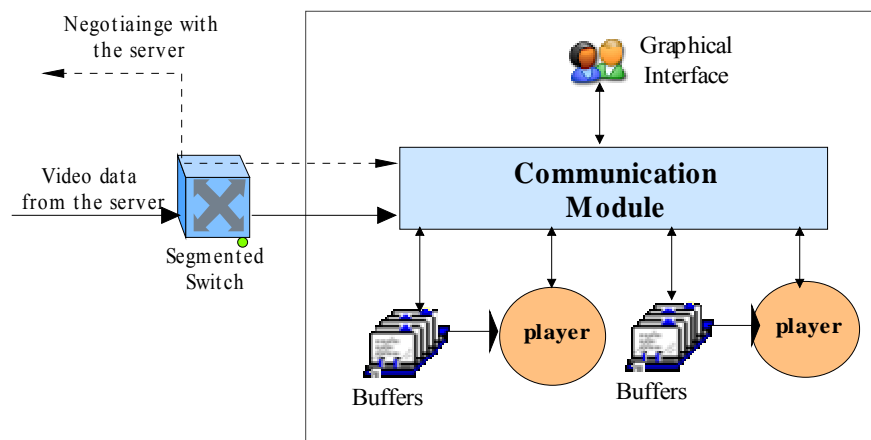 Negotiainge with
the server
Graphical
Interface
Video data
from the server
Communication
Module
Segmented
Switch
player
player
Buffers
Buffers